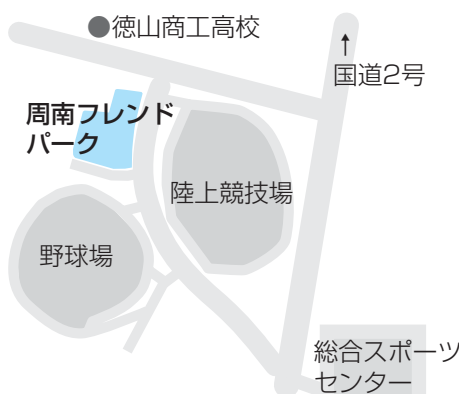 ●徳山商工高校
↑
国道2号
周南フレンド
パーク
陸上競技場
野球場
総合スポーツ
センター